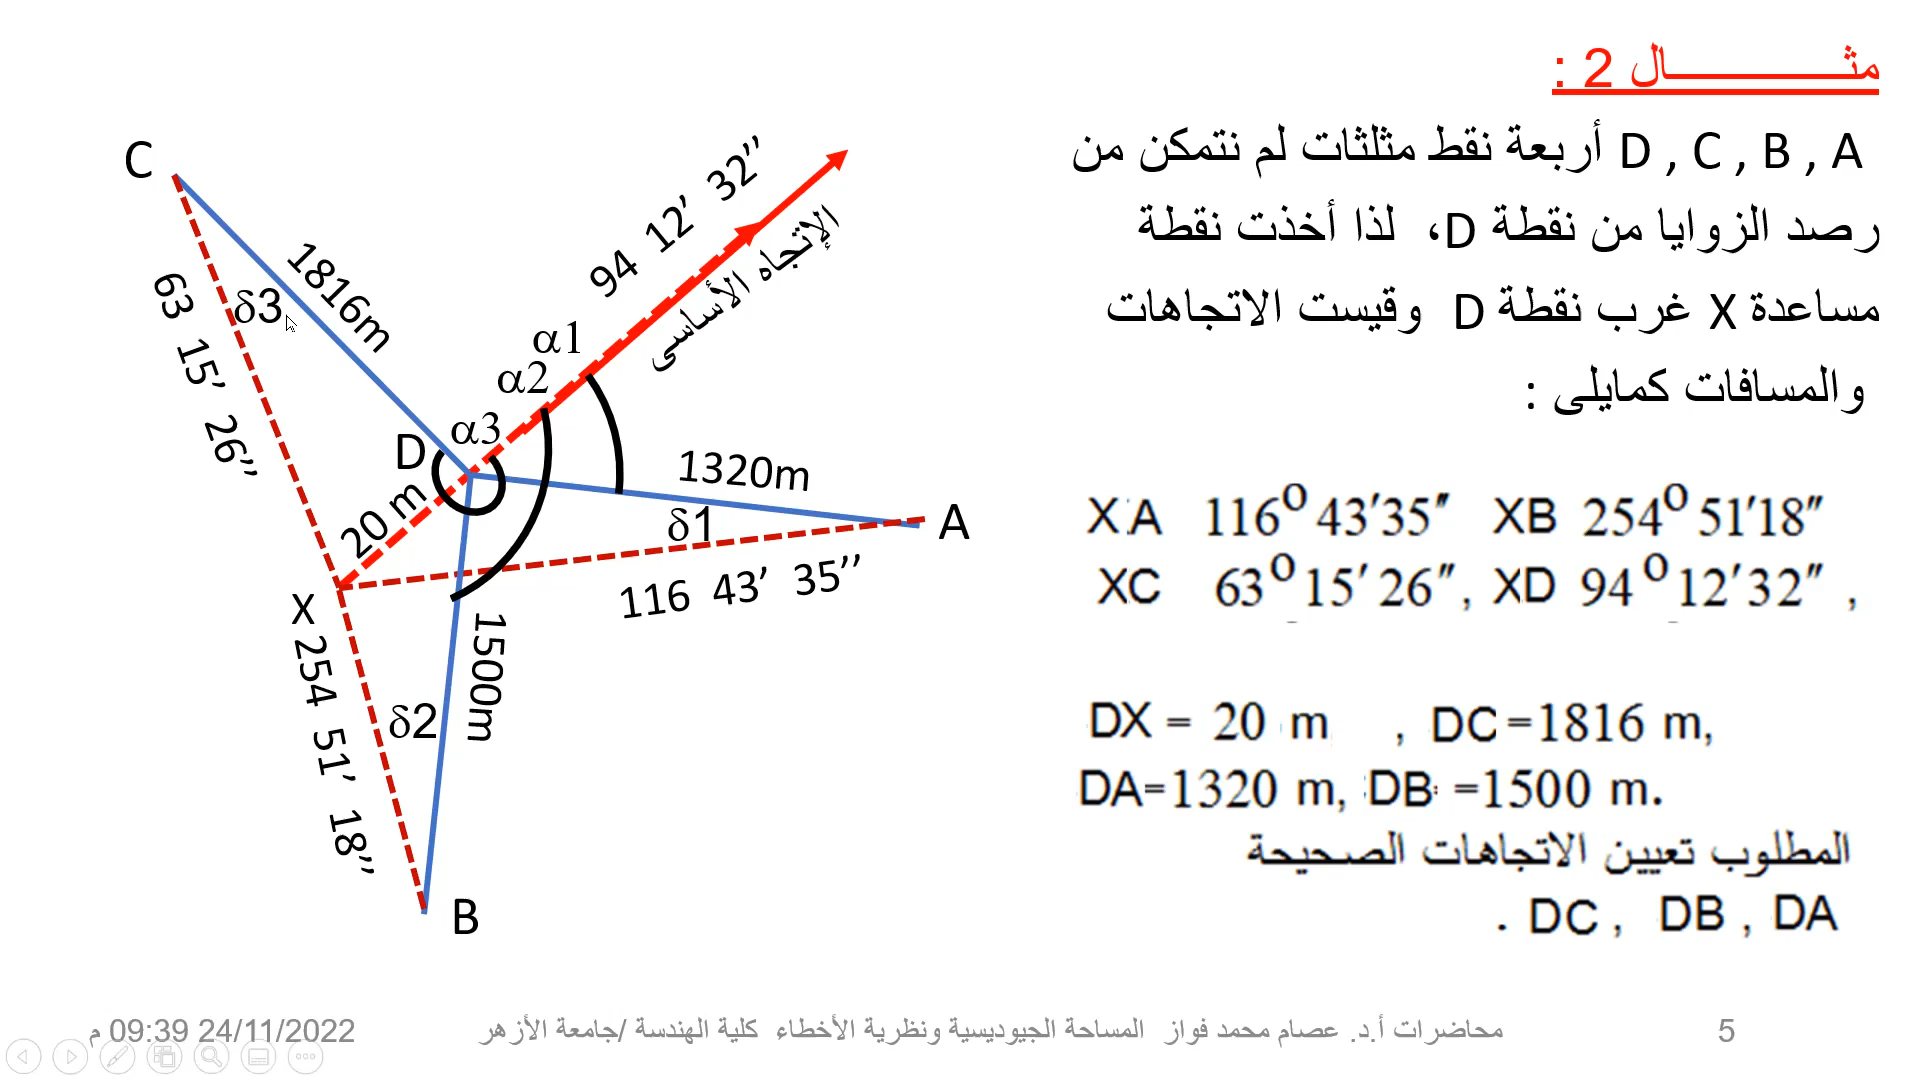 مثـــــــــال 2 :
D , C , B , A أربعة نقط مثلثات لم نتمكن من
رصد الزوايا من نقطة D، لذا أخذت نقطة
مساعدة X غرب نقطة D وقيست الاتجاهات
والمسافات كمايلى :
XA 116° 43′35″ XB 254° 51′18″
XC 63° 15′ 26″ , XD 94° 12′32″ ,
DX = 20 m , DC =1816 m,
DA=1320 m, DB =1500 m.
المطلوب تعيين الاتجاهات الصحيحة
DC , DB , DA .
C
1816m
63 15’ 26’’
δ3
94 12’ 32’’
الإتجاه الأساسى
α1
α2
α3
D
20 m
1320m
δ1
A
116 43’ 35’’
X
254 51’ 18’’
δ2
1500m
B
09:39 24/11/2022 م
محاضرات أ.د. عصام محمد فواز المساحة الجيوديسية ونظرية الأخطاء كلية الهندسة /جامعة الأزهر
5